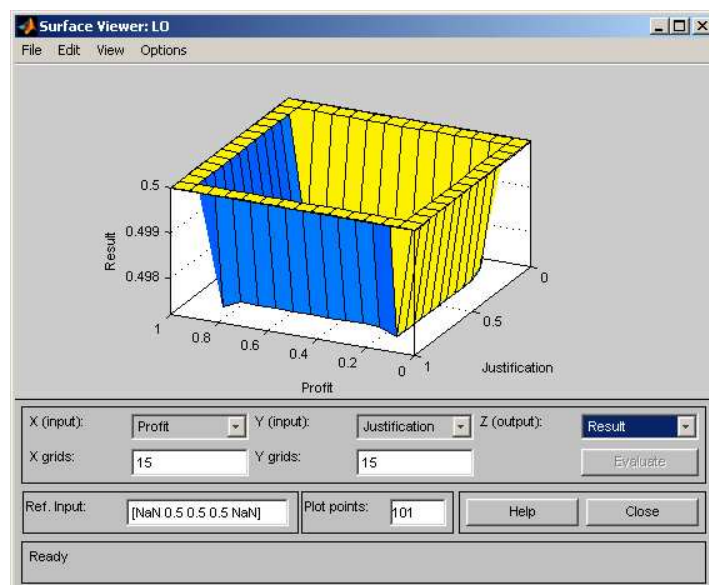 Surface Viewer: LO
File Edit View Options
0.5
0.499
0.498
Result
1
0.8
0.6
0.4
0.2
0
Profit
1
0.5
0
Justification
X (input): Profit Y (input): Justification Z (output): Result
X grids: 15 Y grids: 15 Evaluate
Ref. Input: [NaN 0.5 0.5 0.5 NaN] Plot points: 101 Help Close
Ready